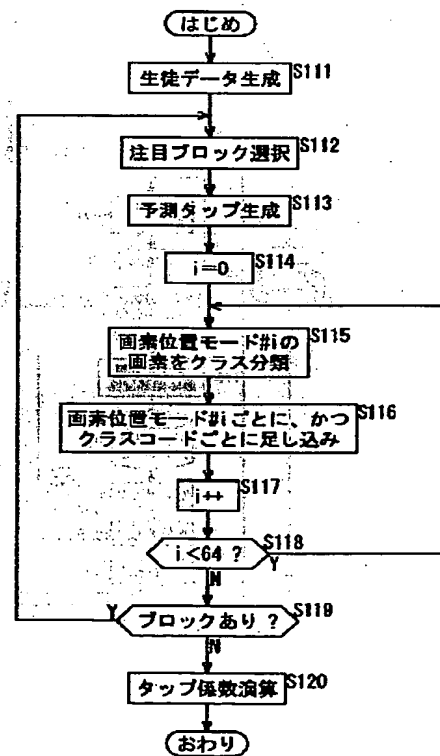 はじめ
生徒データ生成 S111
注目ブロック選択 S112
予測タップ生成 S113
i=0 S114
画素位置モード#iの S115
画素をクラス分類
画素位置モード#iごとに、かつ S116
クラスコードごとに足し込み
i++ S117
i<64 ? S118
Y
N
Y ブロックあり ? S119
N
タップ係数演算 S120
おわり